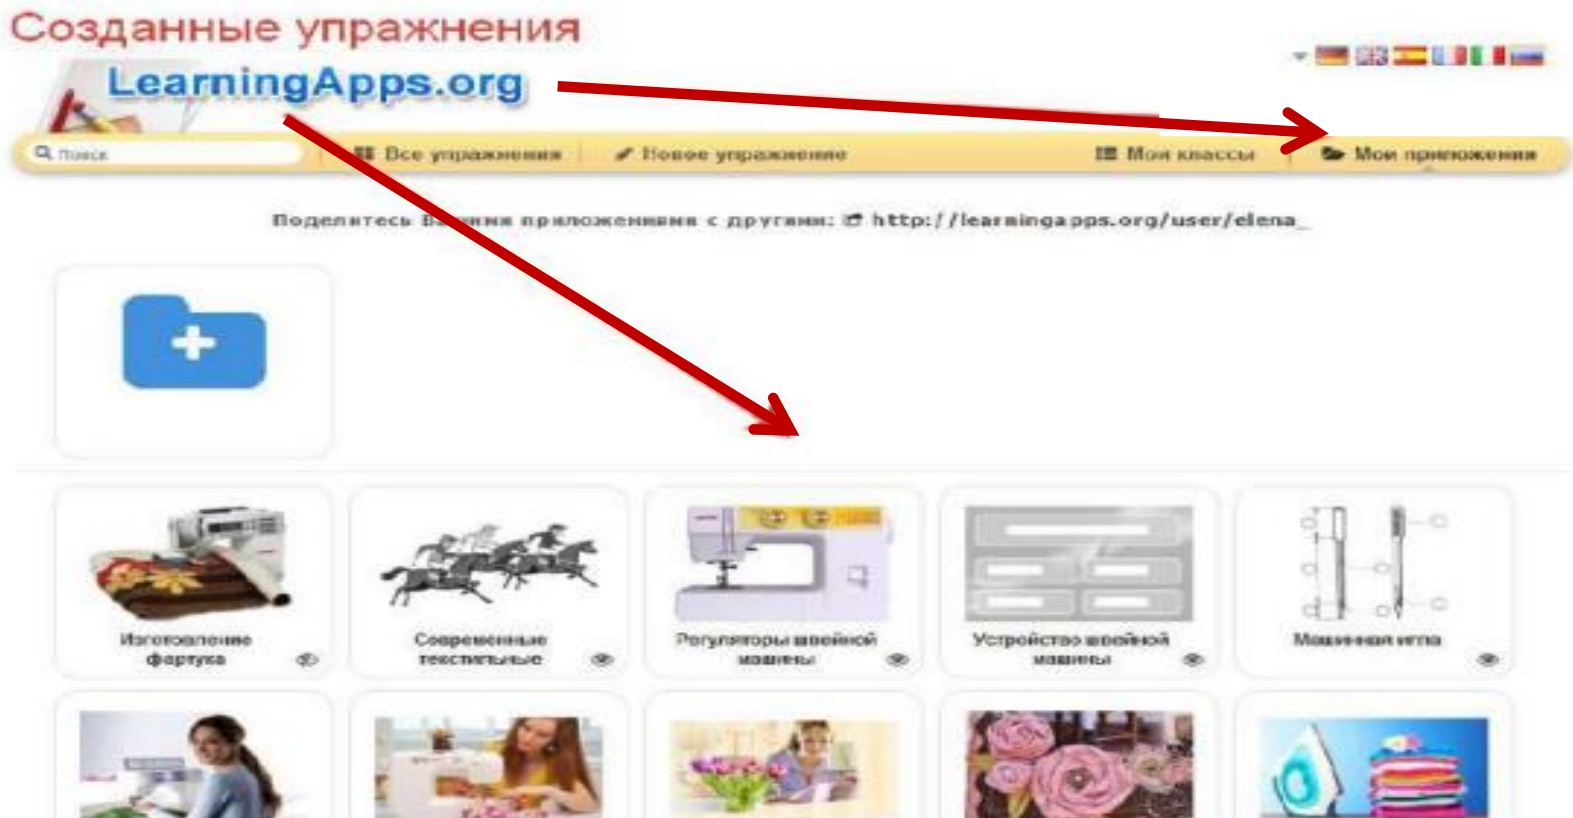 Созданные упражнения
LearningApps.org
Поиск
Все упражнения
Новое упражнение
Мои классы
Мои приложения
Поделитесь Вашими приложениями с другими: http://learningapps.org/user/elena_
Изготовление
фартука
Современные
текстильные
Регуляторы швейной
машины
Устройство швейной
машины
Машинная игла